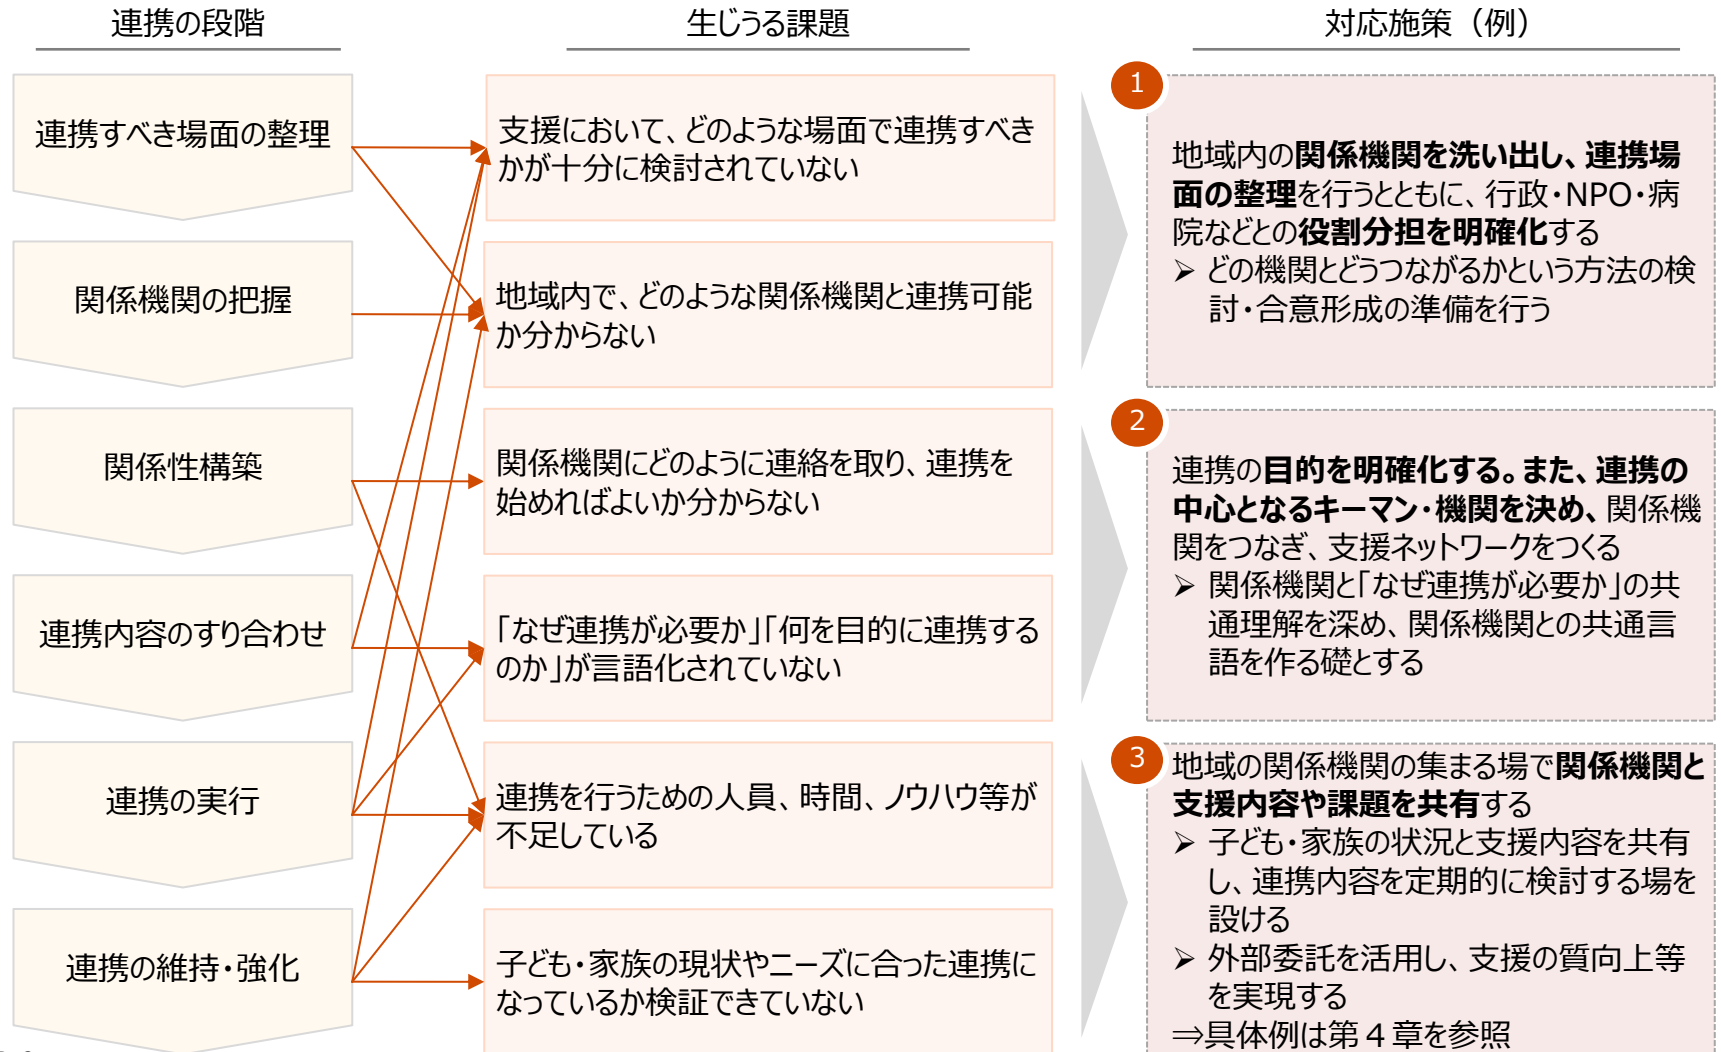 連携の段階
生じうる課題
対応施策（例）
連携すべき場面の整理
関係機関の把握
関係性構築
連携内容のすり合わせ
連携の実行
連携の維持・強化
支援において、どのような場面で連携すべき
かが十分に検討されていない
地域内で、どのような関係機関と連携可能
か分からない
関係機関にどのように連絡を取り、連携を
始めればよいか分からない
「なぜ連携が必要か」「何を目的に連携する
のか」が言語化されていない
連携を行うための人員、時間、ノウハウ等が
不足している
子ども・家族の現状やニーズに合った連携に
なっているか検証できていない
1
地域内の関係機関を洗い出し、連携場
面の整理を行うとともに、行政・NPO・病
院などとの役割分担を明確化する
➢ どの機関とどうつながるかという方法の検
討・合意形成の準備を行う
2
連携の目的を明確化する。また、連携の
中心となるキーマン・機関を決め、関係機
関をつなぎ、支援ネットワークをつくる
➢ 関係機関と「なぜ連携が必要か」の共
通理解を深め、関係機関との共通言
語を作る礎とする
3
地域の関係機関の集まる場で関係機関と
支援内容や課題を共有する
➢ 子ども・家族の状況と支援内容を共有
し、連携内容を定期的に検討する場を
設ける
➢ 外部委託を活用し、支援の質向上等
を実現する
⇒具体例は第４章を参照